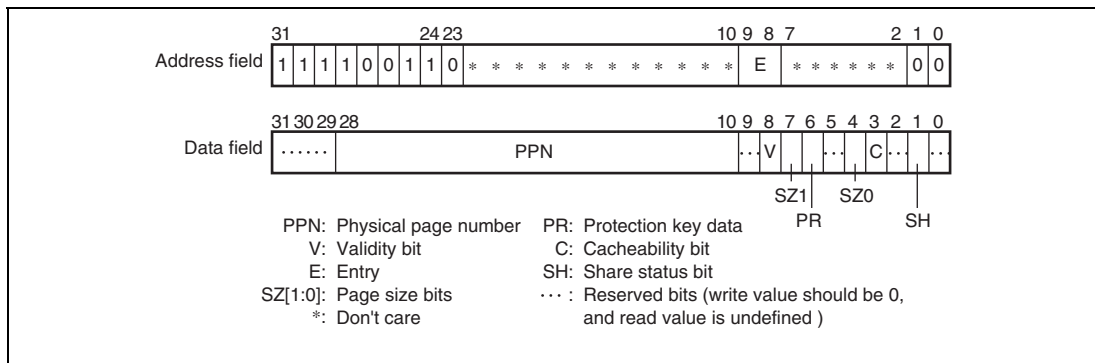 31 24 23 10 9 8 7 2 1 0
Address field 1 1 1 1 0 0 1 1 0 * * * * * * * * * * * * * E * * * * * * 0 0
31 30 29 28 10 9 8 7 6 5 4 3 2 1 0
Data field ······ PPN ··· V ··· C ··· ···
SZ1 SZ0
PR SH
PPN: Physical page number PR: Protection key data
V: Validity bit C: Cacheability bit
E: Entry SH: Share status bit
SZ[1:0]: Page size bits ··· : Reserved bits (write value should be 0,
*: Don't care and read value is undefined )